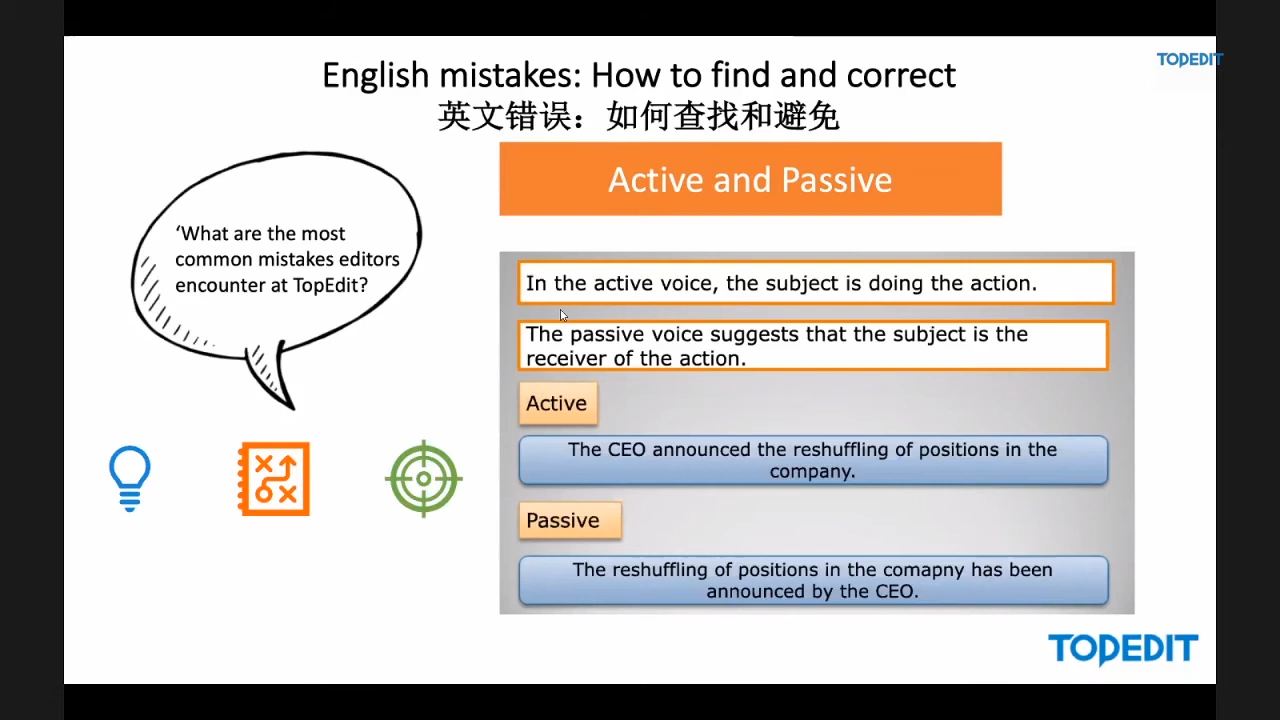 TOPEDIT
English mistakes: How to find and correct
英文错误：如何查找和避免
Active and Passive
‘What are the most
common mistakes editors
encounter at TopEdit?
In the active voice, the subject is doing the action.
The passive voice suggests that the subject is the
receiver of the action.
Active
The CEO announced the reshuffling of positions in the
company.
Passive
The reshuffling of positions in the comapny has been
announced by the CEO.
TOPEDIT